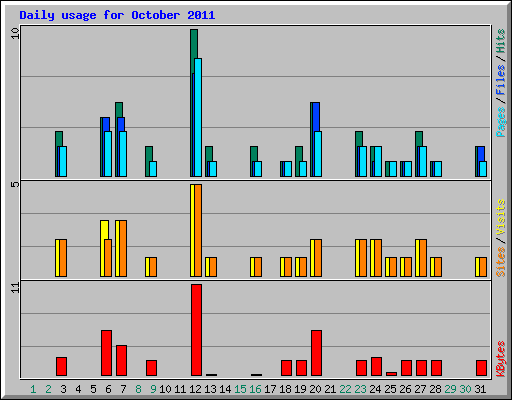 Daily usage for October 2011
10
Pages / Files / Hits
5
Sites / Visits
11
KBytes
1 2 3 4 5 6 7 8 9 10 11 12 13 14 15 16 17 18 19 20 21 22 23 24 25 26 27 28 29 30 31